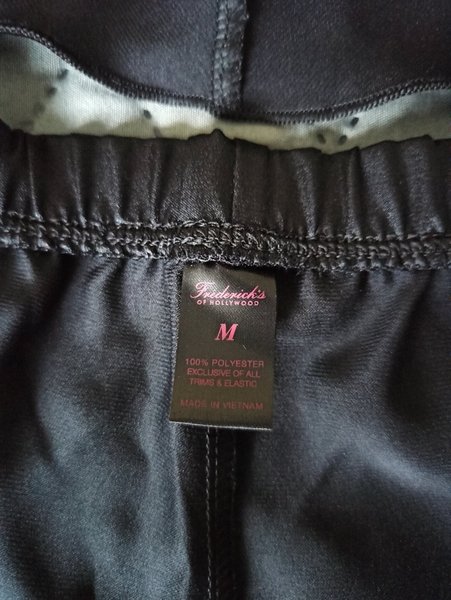 Frederick's
OF HOLLYWOOD
M
100% POLYESTER
EXCLUSIVE OF ALL
TRIMS & ELASTIC
MADE IN VIETNAM